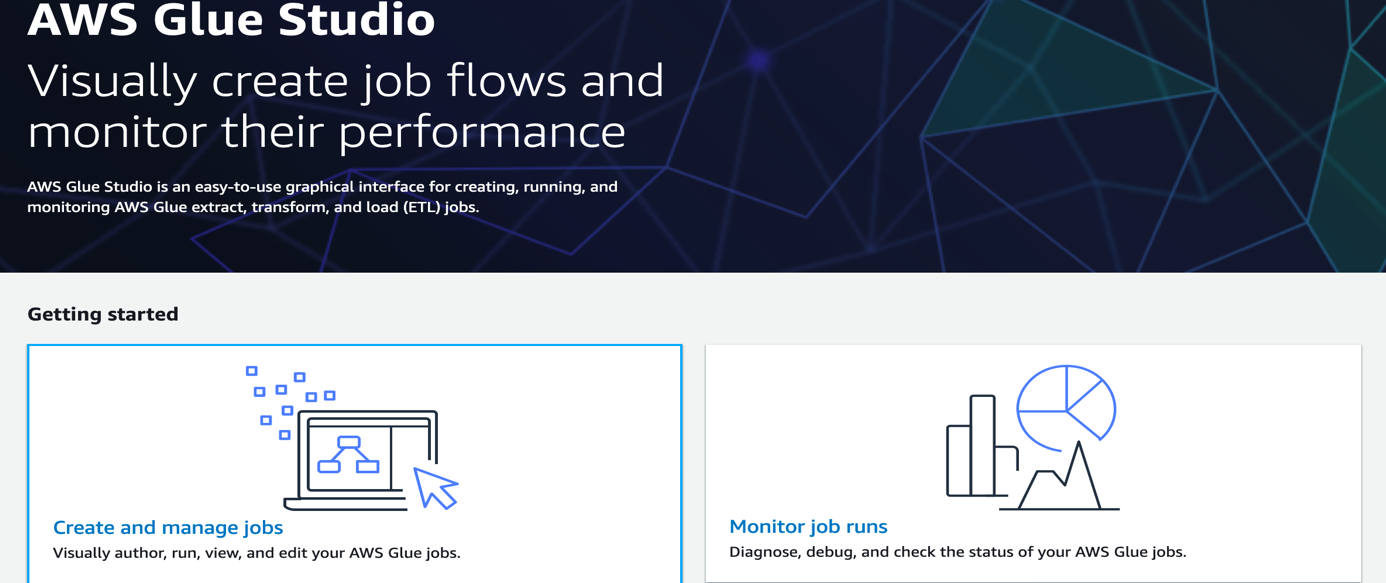 AWS Glue Studio
Visually create job flows and
monitor their performance
AWS Glue Studio is an easy-to-use graphical interface for creating, running, and
monitoring AWS Glue extract, transform, and load (ETL) jobs.
Getting started
Create and manage jobs
Visually author, run, view, and edit your AWS Glue jobs.
Monitor job runs
Diagnose, debug, and check the status of your AWS Glue jobs.